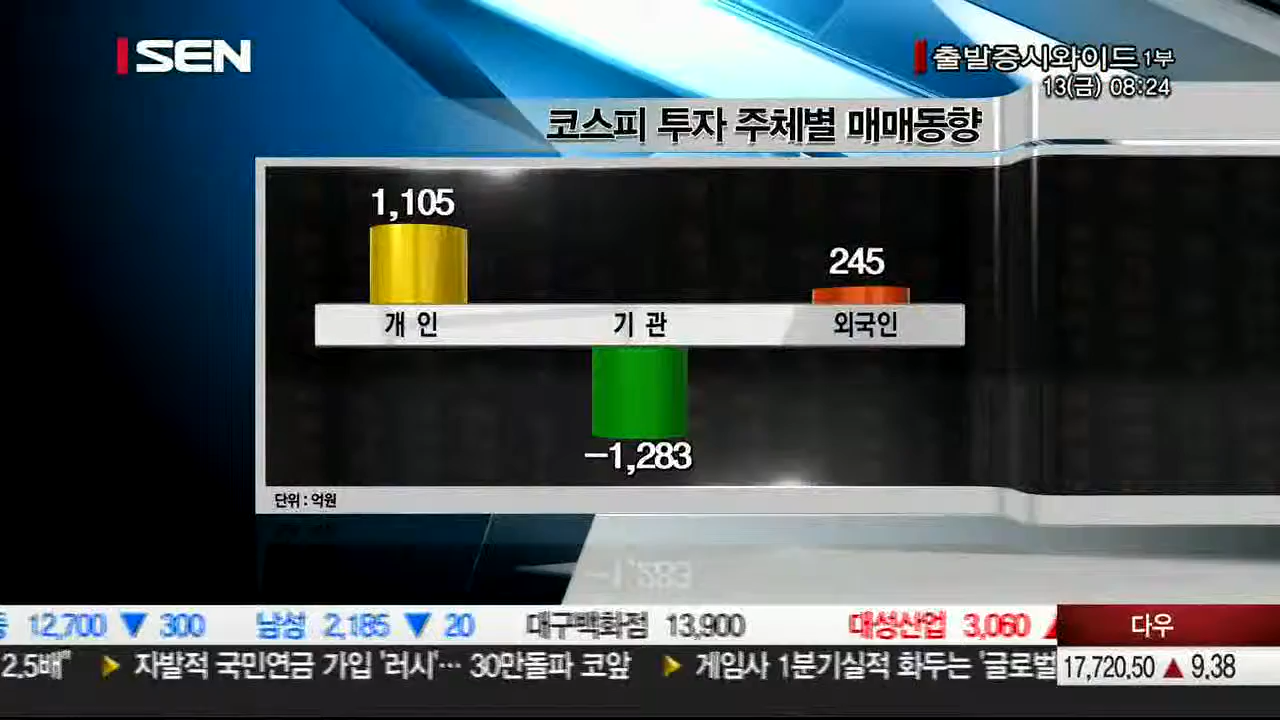 SEN
출발증시와이드 1부
13(금) 08:24
코스피 투자 주체별 매매동향
1,105
245
개인 기관 외국인
-1,283
단위 : 억원
12,700 ▼ 300 남성 2,185 ▼ 20 대구백화점 13,900 대성산업 3,060 ▲
다우
2.5배" ▶ 자발적 국민연금 가입 '러시'… 30만돌파 코앞 ▶ 게임사 1분기실적 화두는 '글로벌
17,720.50 ▲ 9.38